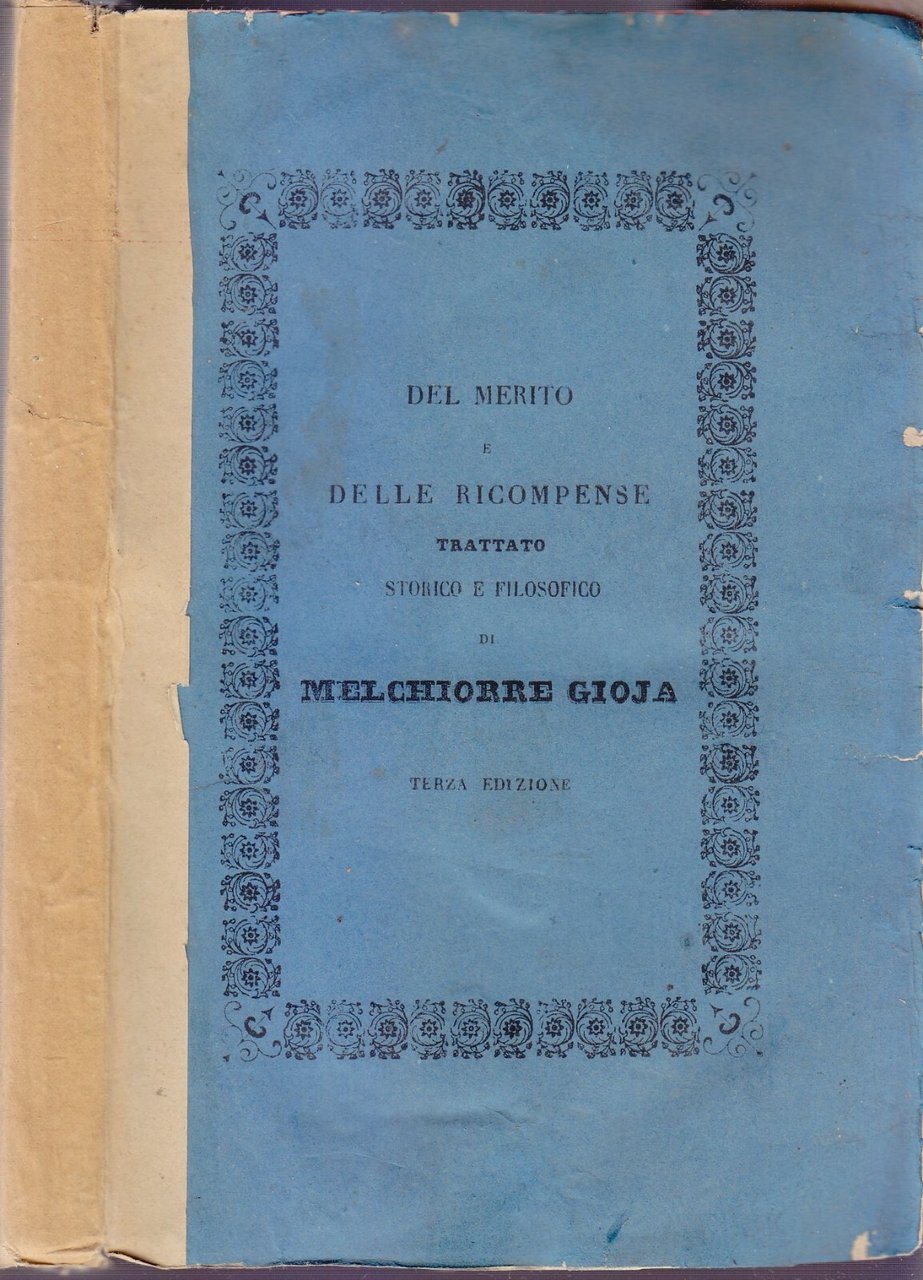 DEL MERITO
E
DELLE RICOMPENSE
TRATTATO
STORICO E FILOSOFICO
DI
MELCHIORRE GIOJA
TERZA EDIZIONE